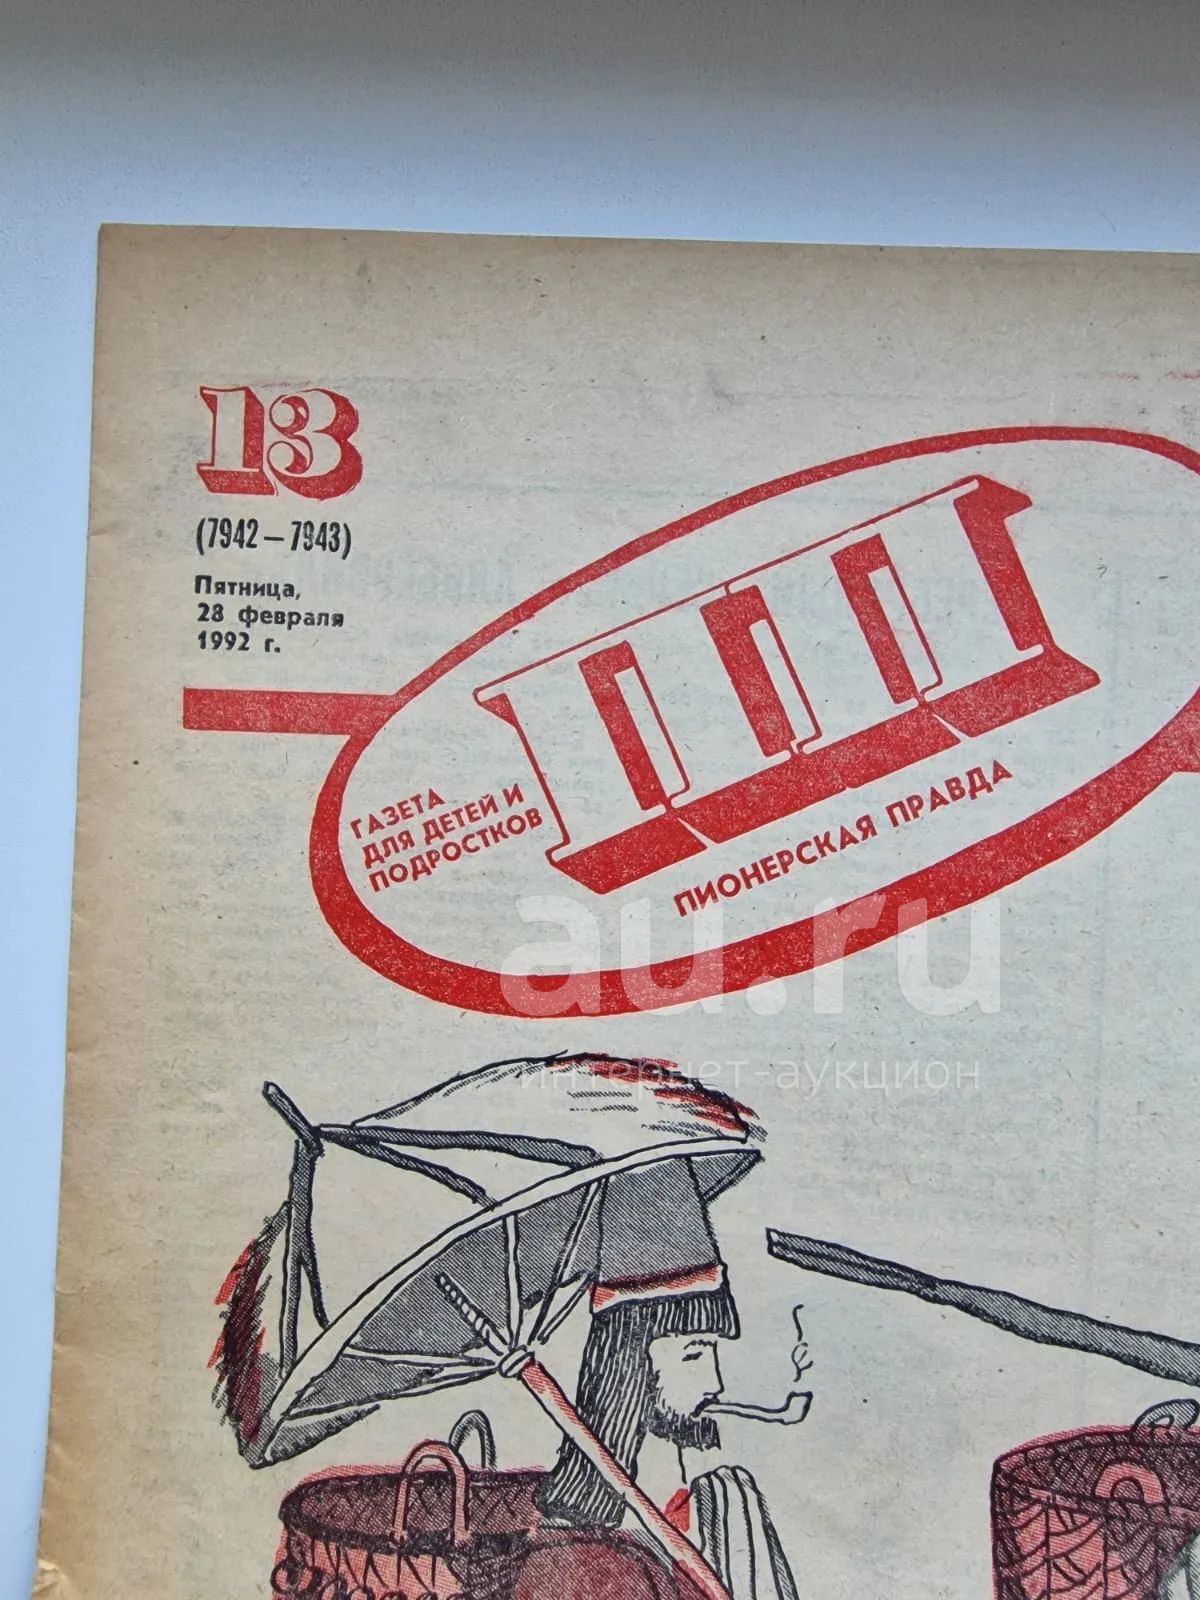 13
(7942—7943)
Пятница,
28 февраля
1992 г.
ПП
ГАЗЕТА
ДЛЯ ДЕТЕЙ И
ПОДРОСТКОВ
ПИОНЕРСКАЯ ПРАВДА
au.ru
интернет-аукцион